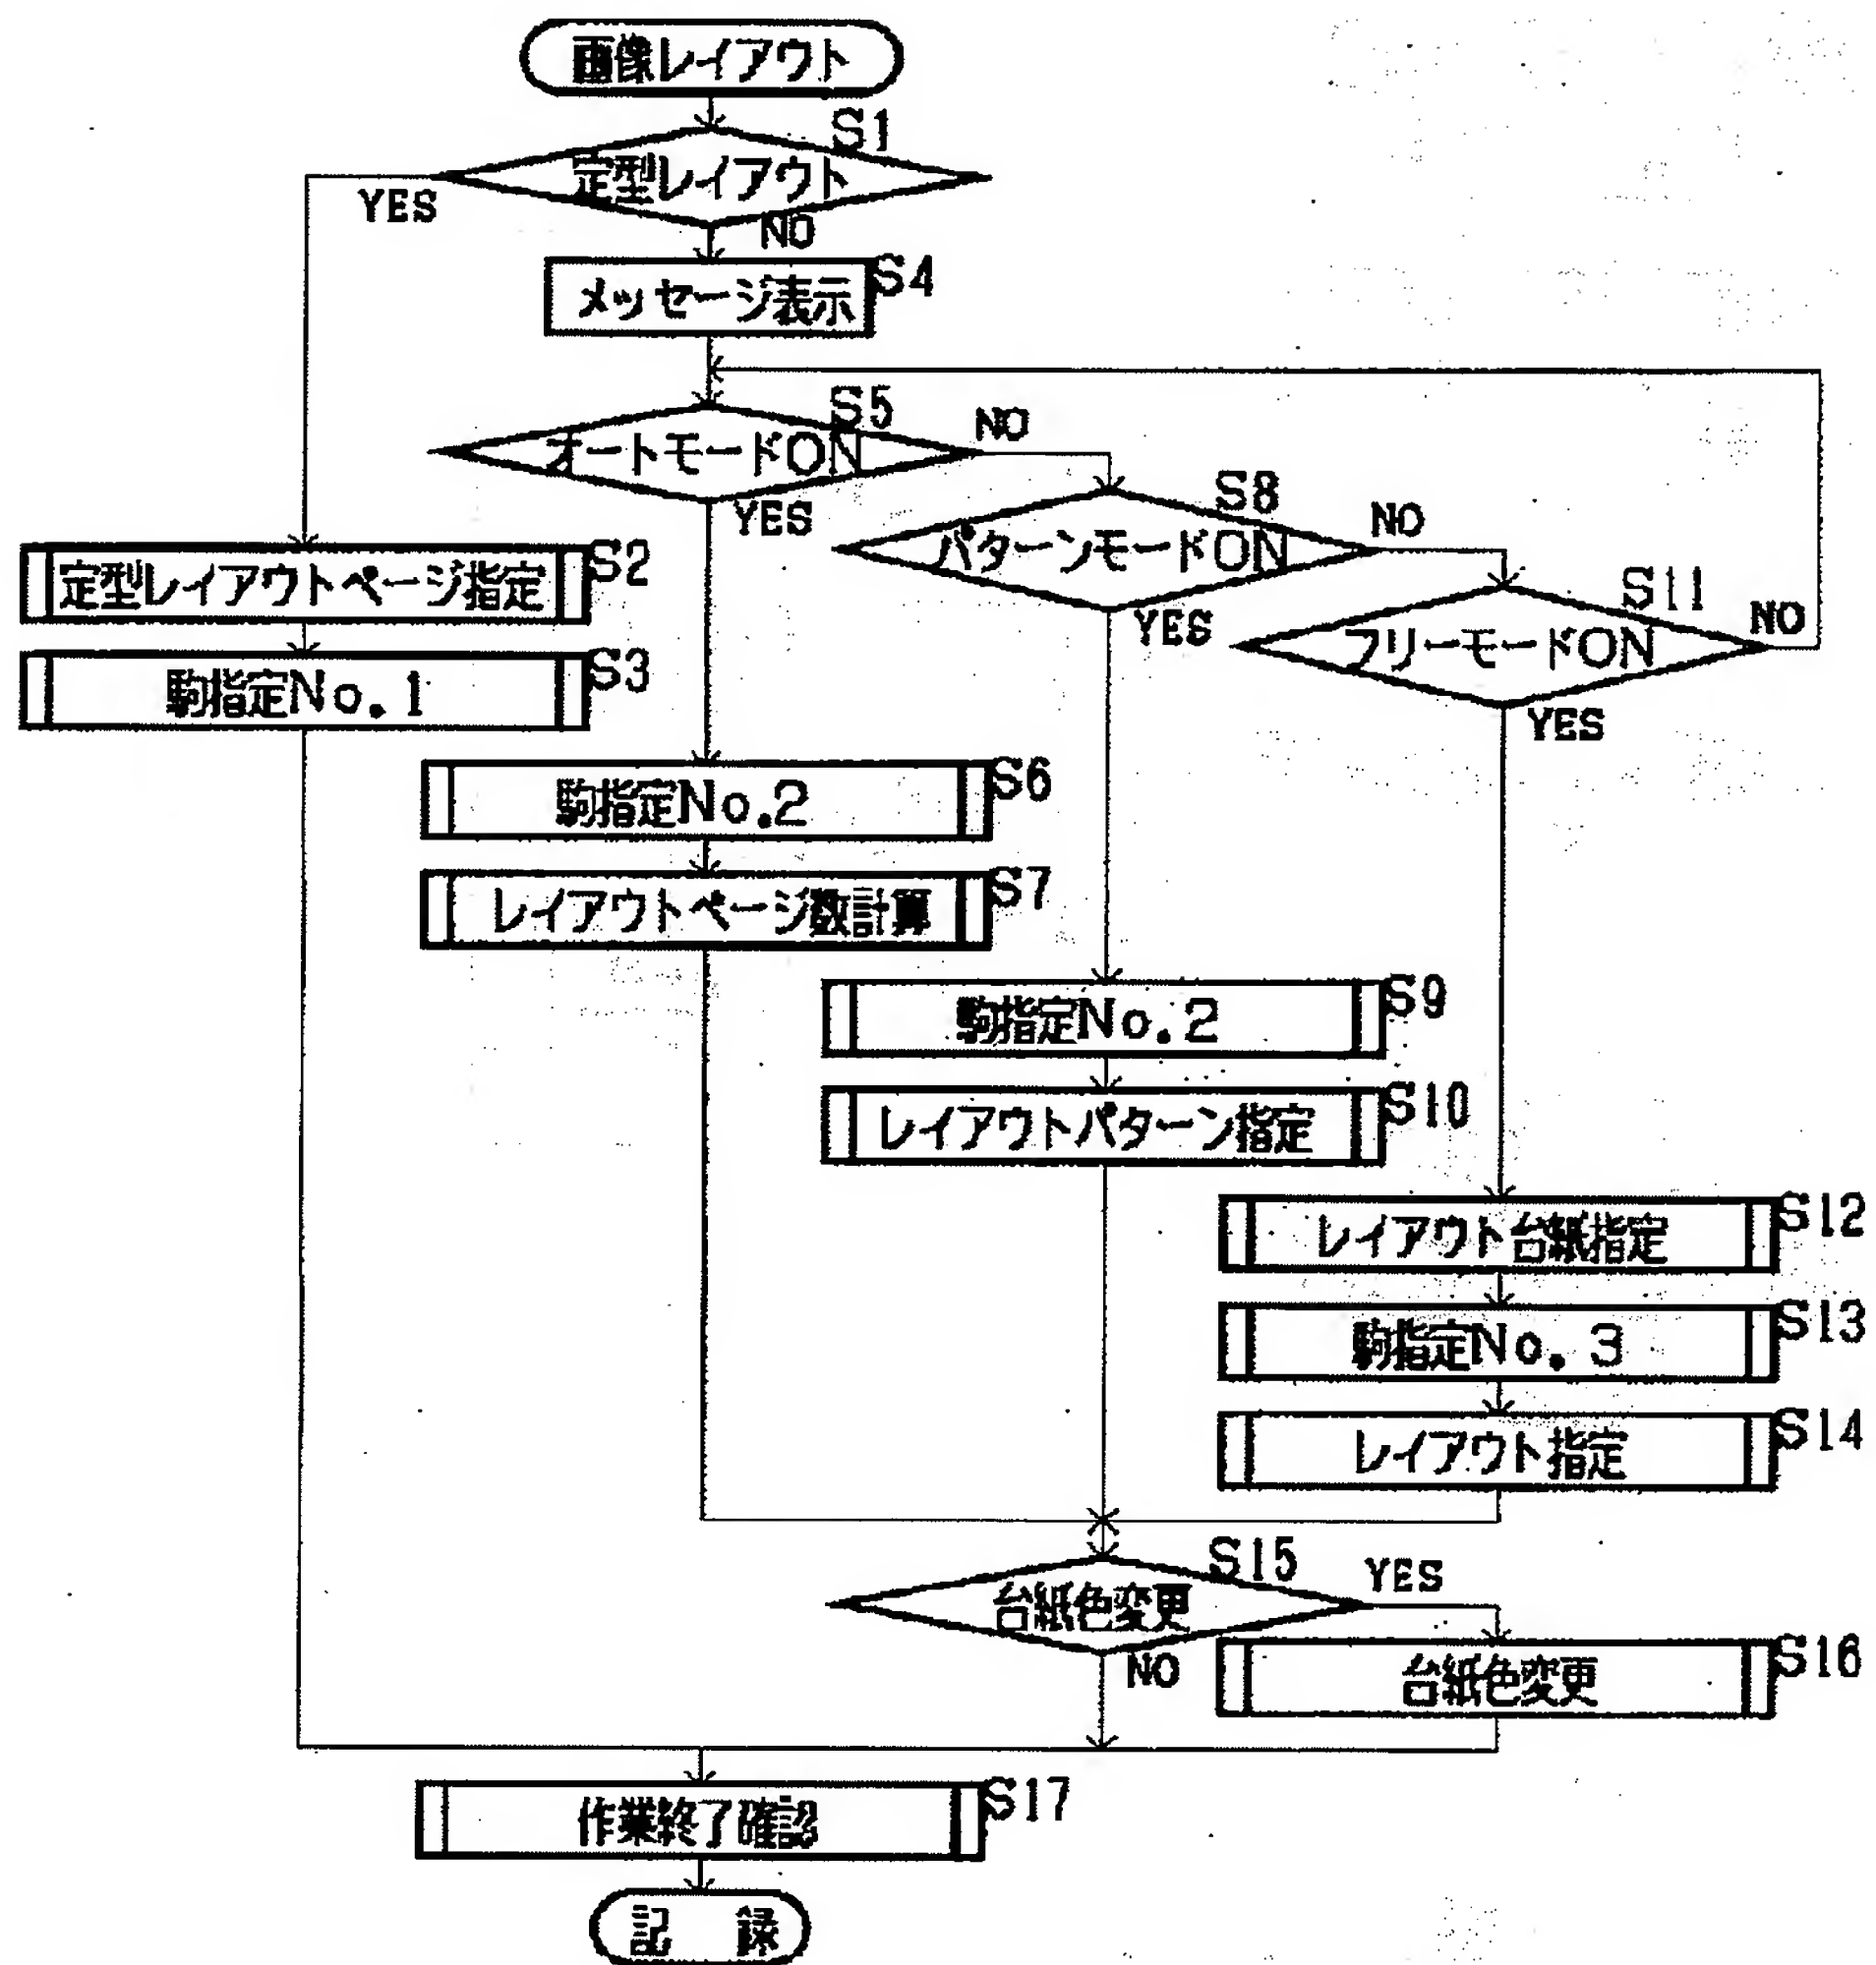 画像レイアウト
S1
定型レイアウト
YES
NO
S4
メッセージ表示
S5
オートモードON
NO
YES
S8
パターンモードON
NO
YES
S11
フリーモードON
NO
YES
S2
定型レイアウトページ指定
S3
駒指定No.1
S6
駒指定No.2
S7
レイアウトページ数計算
S9
駒指定No.2
S10
レイアウトパターン指定
S12
レイアウト台紙指定
S13
駒指定No.3
S14
レイアウト指定
S15
台紙色変更
YES
NO
S16
台紙色変更
S17
作業終了確認
記 録